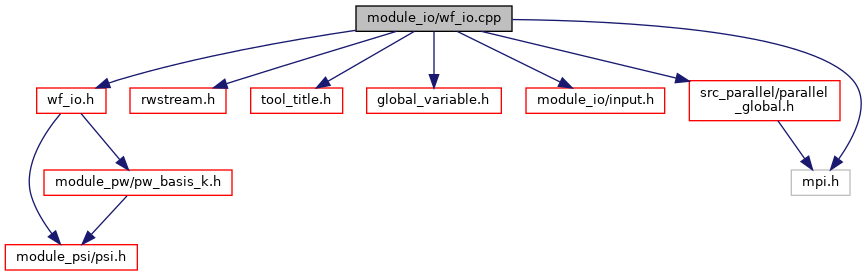 module_io/wf_io.cpp
wf_io.h
rwstream.h
tool_title.h
global_variable.h
module_io/input.h
src_parallel/parallel
_global.h
module_pw/pw_basis_k.h
mpi.h
module_psi/psi.h